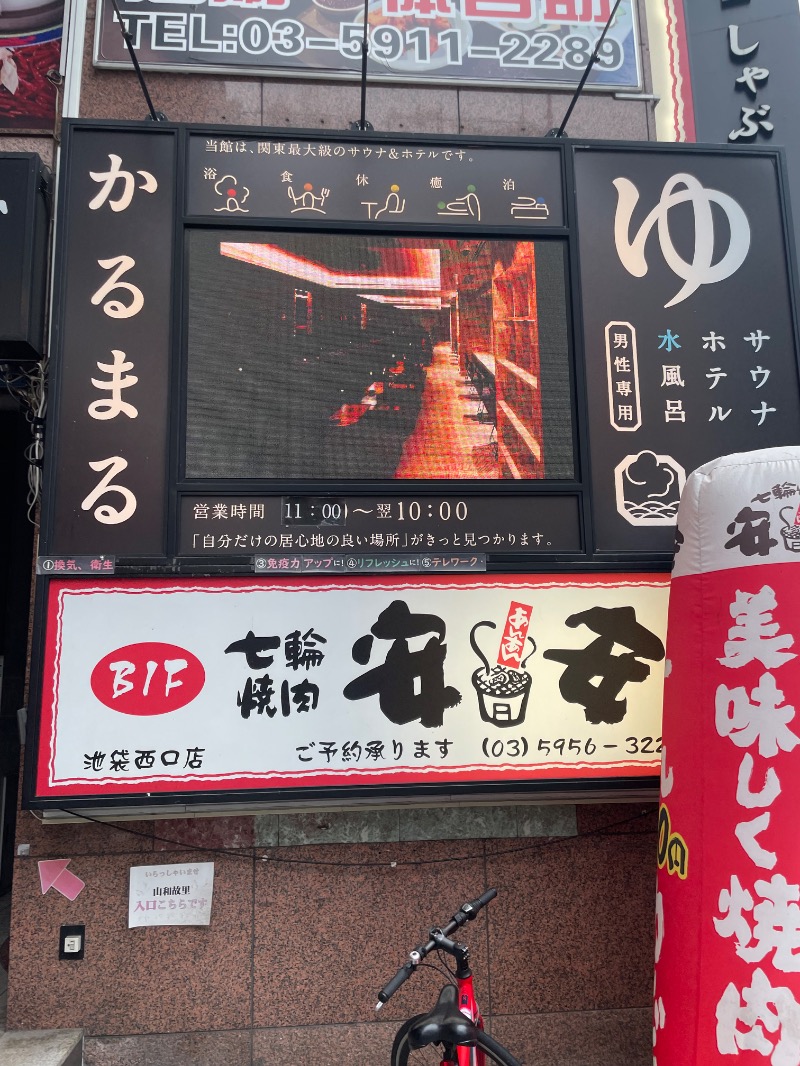 TEL:03-5911-2289
しゃぶ
かるまる
当館は、関東最大級のサウナ&ホテルです。
浴 食 休 癒 泊
ゆ
サウナ
ホテル
水風呂
男性専用
営業時間 11:00〜翌10:00
「自分だけの居心地の良い場所」がきっと見つかります。
①換気、衛生
③免疫力アップに!④リフレッシュに!⑤テレワーク・
B1F
七輪
焼肉
安安
あんあん
池袋西口店
ご予約承ります (03)5956-322
七輪
安
美味しく焼肉
いらっしゃいませ
山和故里
入口こちらです